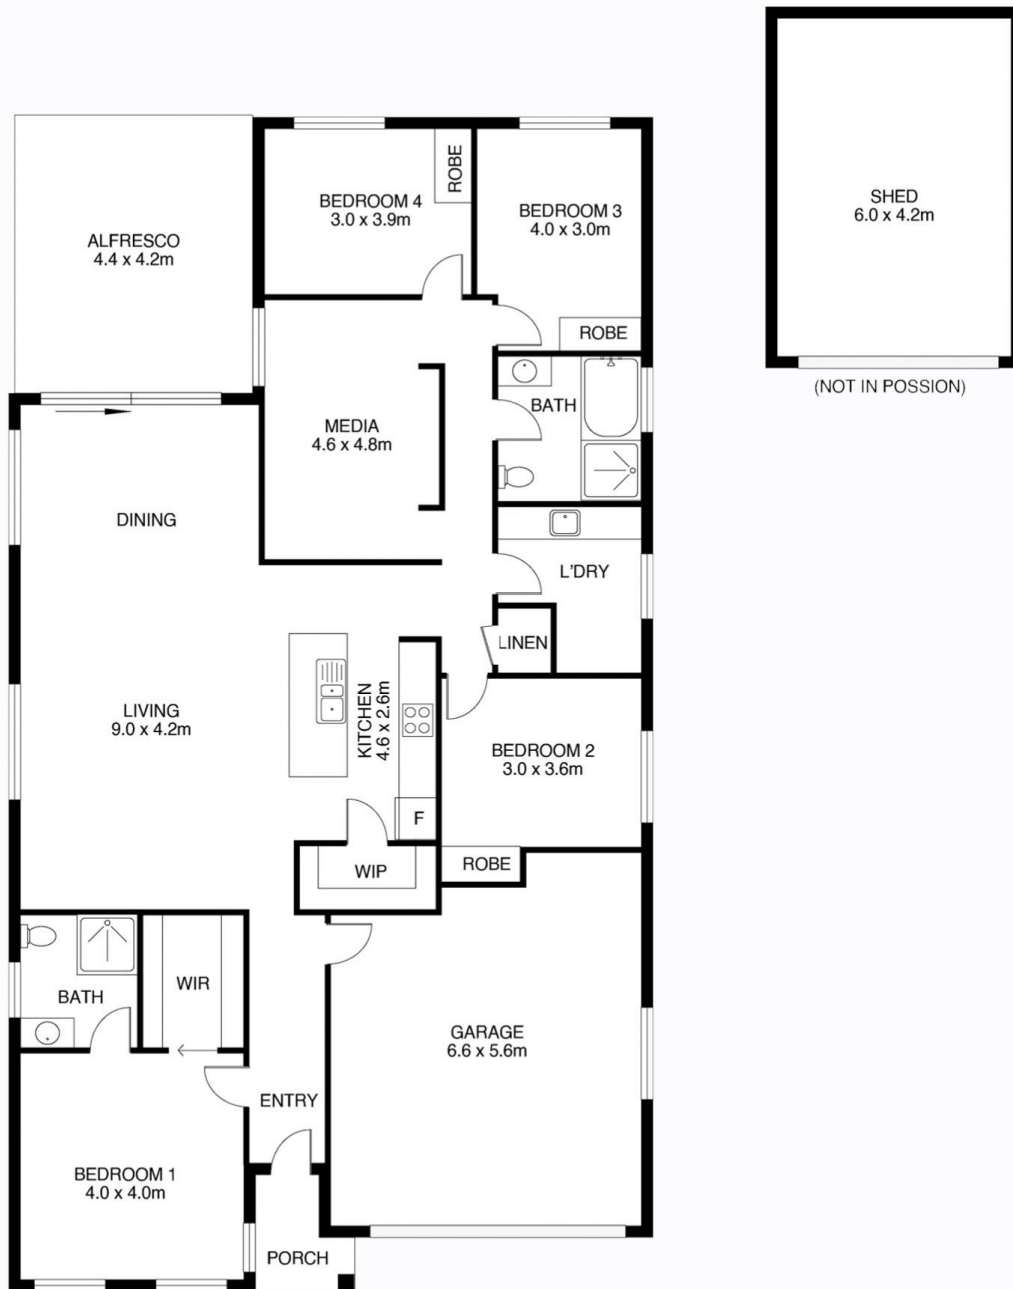 SHED
6.0 x 4.2m
(NOT IN POSSION)
ALFRESCO
4.4 x 4.2m
BEDROOM 4
3.0 x 3.9m
ROBE
BEDROOM 3
4.0 x 3.0m
ROBE
MEDIA
4.6 x 4.8m
BATH
DINING
L'DRY
LINEN
LIVING
9.0 x 4.2m
KITCHEN
4.6 x 2.6m
F
BEDROOM 2
3.0 x 3.6m
ROBE
WIP
BATH
WIR
GARAGE
6.6 x 5.6m
ENTRY
BEDROOM 1
4.0 x 4.0m
PORCH